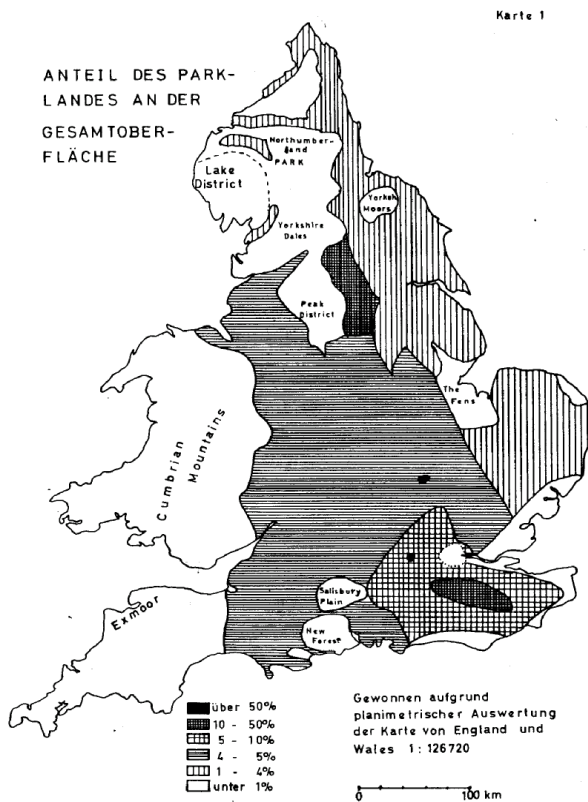 Karte 1
ANTEIL DES PARK-
LANDES AN DER
GESAMTOBER-
FLÄCHE
Northumber-
land
PARK
Lake
District
Yorksh
Moors
Yorkshire
Dales
Peak
District
The
Fens
Cumbrian
Mountains
Exmoor
Salisbury
Plain
New
Forest
über 50%
10 - 50%
5 - 10%
4 - 5%
1 - 4%
unter 1%
Gewonnen aufgrund
planimetrischer Auswertung
der Karte von England und
Wales 1 : 126720
0 100 km